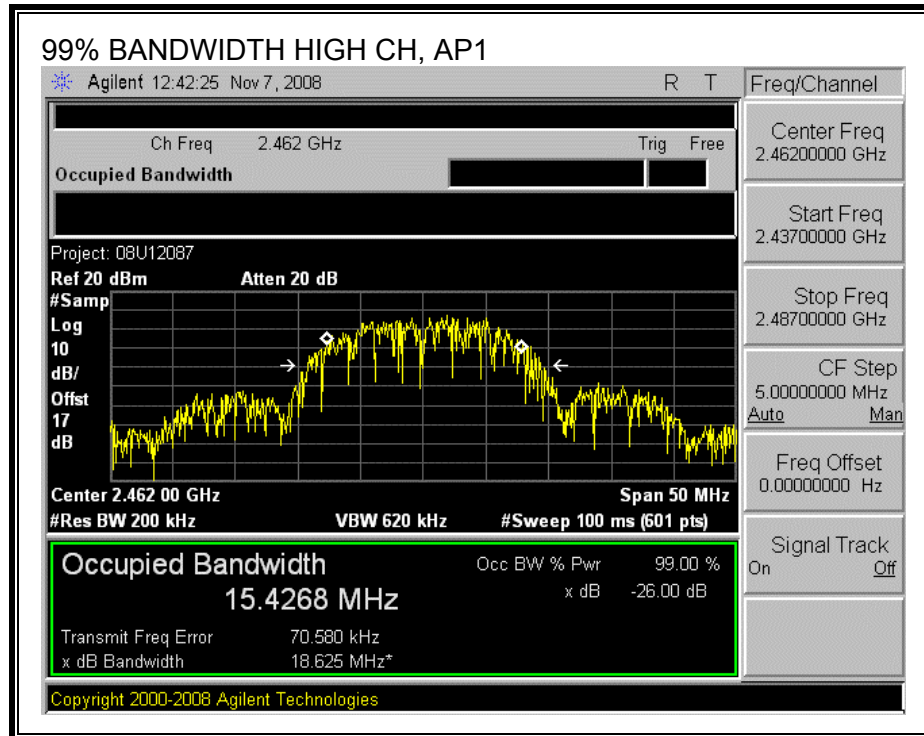 99% BANDWIDTH HIGH CH, AP1
Agilent 12:42:25 Nov 7, 2008 R T
Freq/Channel
Ch Freq 2.462 GHz Trig Free
Occupied Bandwidth
Center Freq
2.46200000 GHz
Start Freq
2.43700000 GHz
Stop Freq
2.48700000 GHz
CF Step
5.00000000 MHz
Auto Man
Freq Offset
0.00000000 Hz
Signal Track
On Off
Project: 08U12087
Ref 20 dBm Atten 20 dB
#Samp
Log
10
dB/
Offst
17
dB
Center 2.462 00 GHz Span 50 MHz
#Res BW 200 kHz VBW 620 kHz #Sweep 100 ms (601 pts)
Occupied Bandwidth
15.4268 MHz
Occ BW % Pwr 99.00 %
x dB -26.00 dB
Transmit Freq Error 70.580 kHz
x dB Bandwidth 18.625 MHz*
Copyright 2000-2008 Agilent Technologies